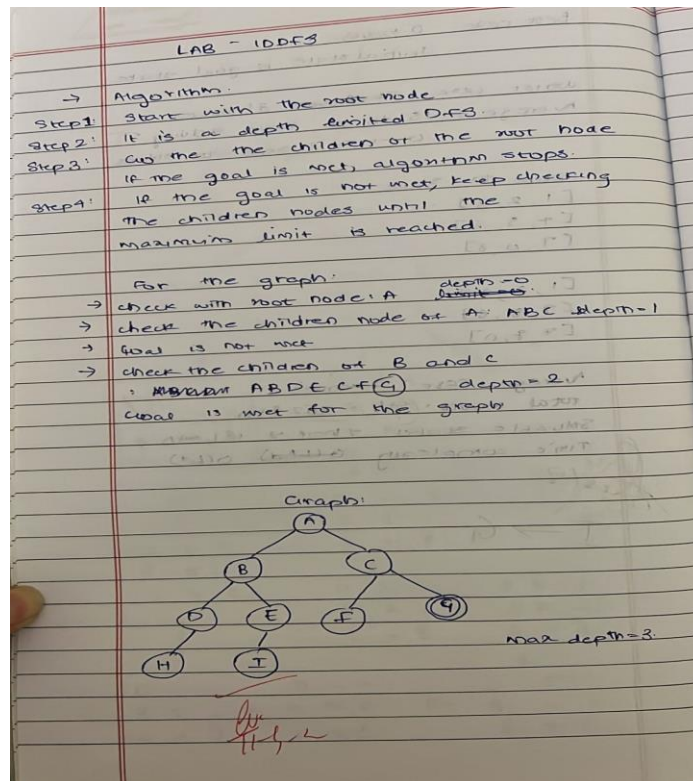 LAB - IDDFS
→ Algorithm.
Step1: Start with the root node
Step2: It is a depth limited DFS.
Step3: the the children of the root node
If the goal is met, algorithm stops.
Step4: If the goal is not met, keep checking
the children nodes until the
maximum limit is reached.
For the graph:
→ check with root node: A depth=0
limit=0
→ check the children node of A: ABC depth=1
→ Goal is not met
→ check the children of B and C
: ABDECFG depth=2.
Goal is met for the graph
Graph:
A
B C
D E F G
H I
Max depth=3.